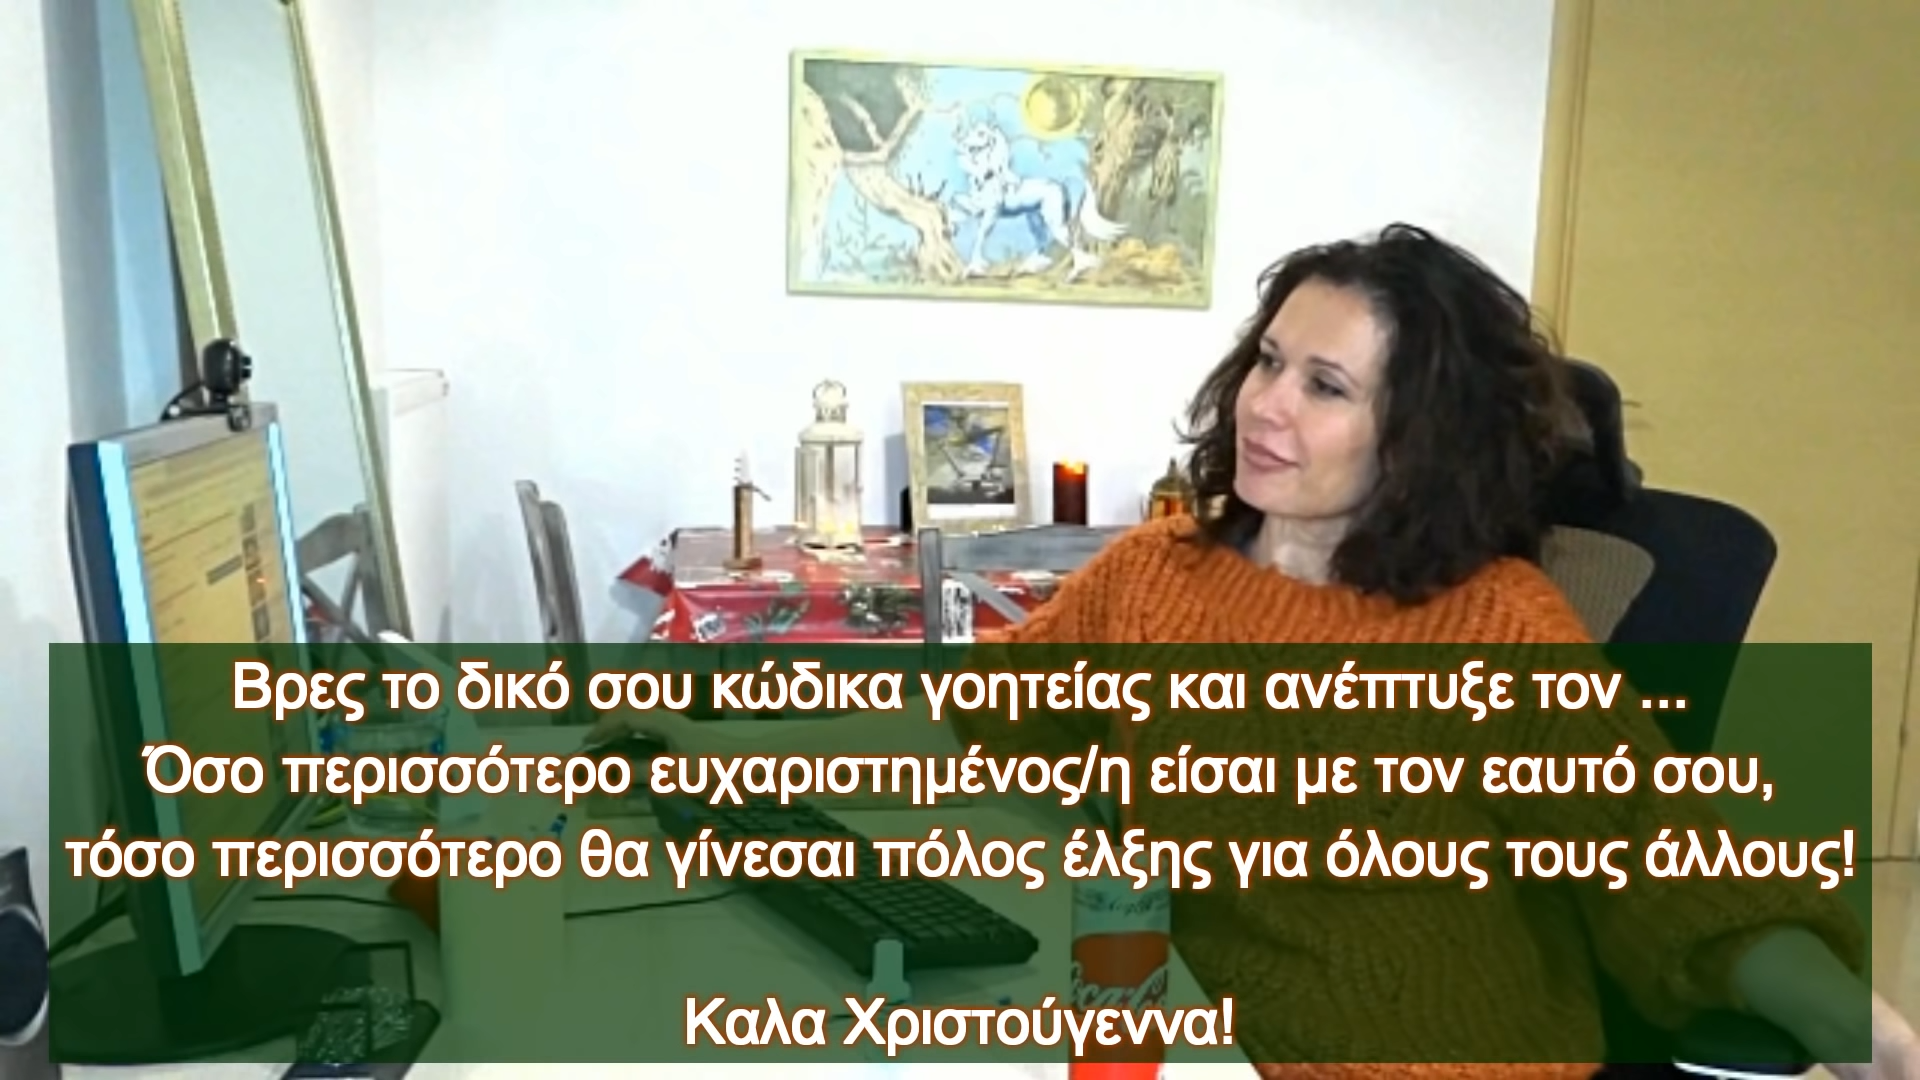 Βρες το δικό σου κώδικα γοητείας και ανέπτυξε τον ...
Όσο περισσότερο ευχαριστημένος/η είσαι με τον εαυτό σου,
τόσο περισσότερο θα γίνεσαι πόλος έλξης για όλους τους άλλους!
Καλα Χριστούγεννα!